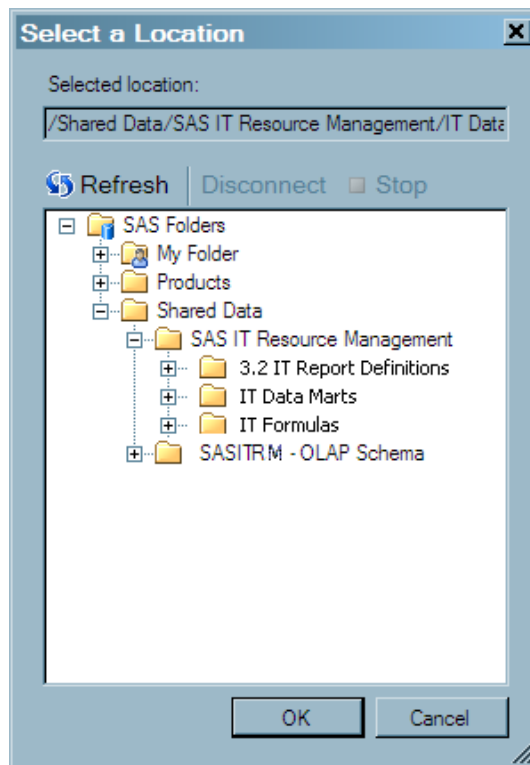 Select a Location
Selected location:
/Shared Data/SAS IT Resource Management/IT Data
Refresh Disconnect Stop
SAS Folders
My Folder
Products
Shared Data
SAS IT Resource Management
3.2 IT Report Definitions
IT Data Marts
IT Formulas
SASITRM - OLAP Schema
OK Cancel